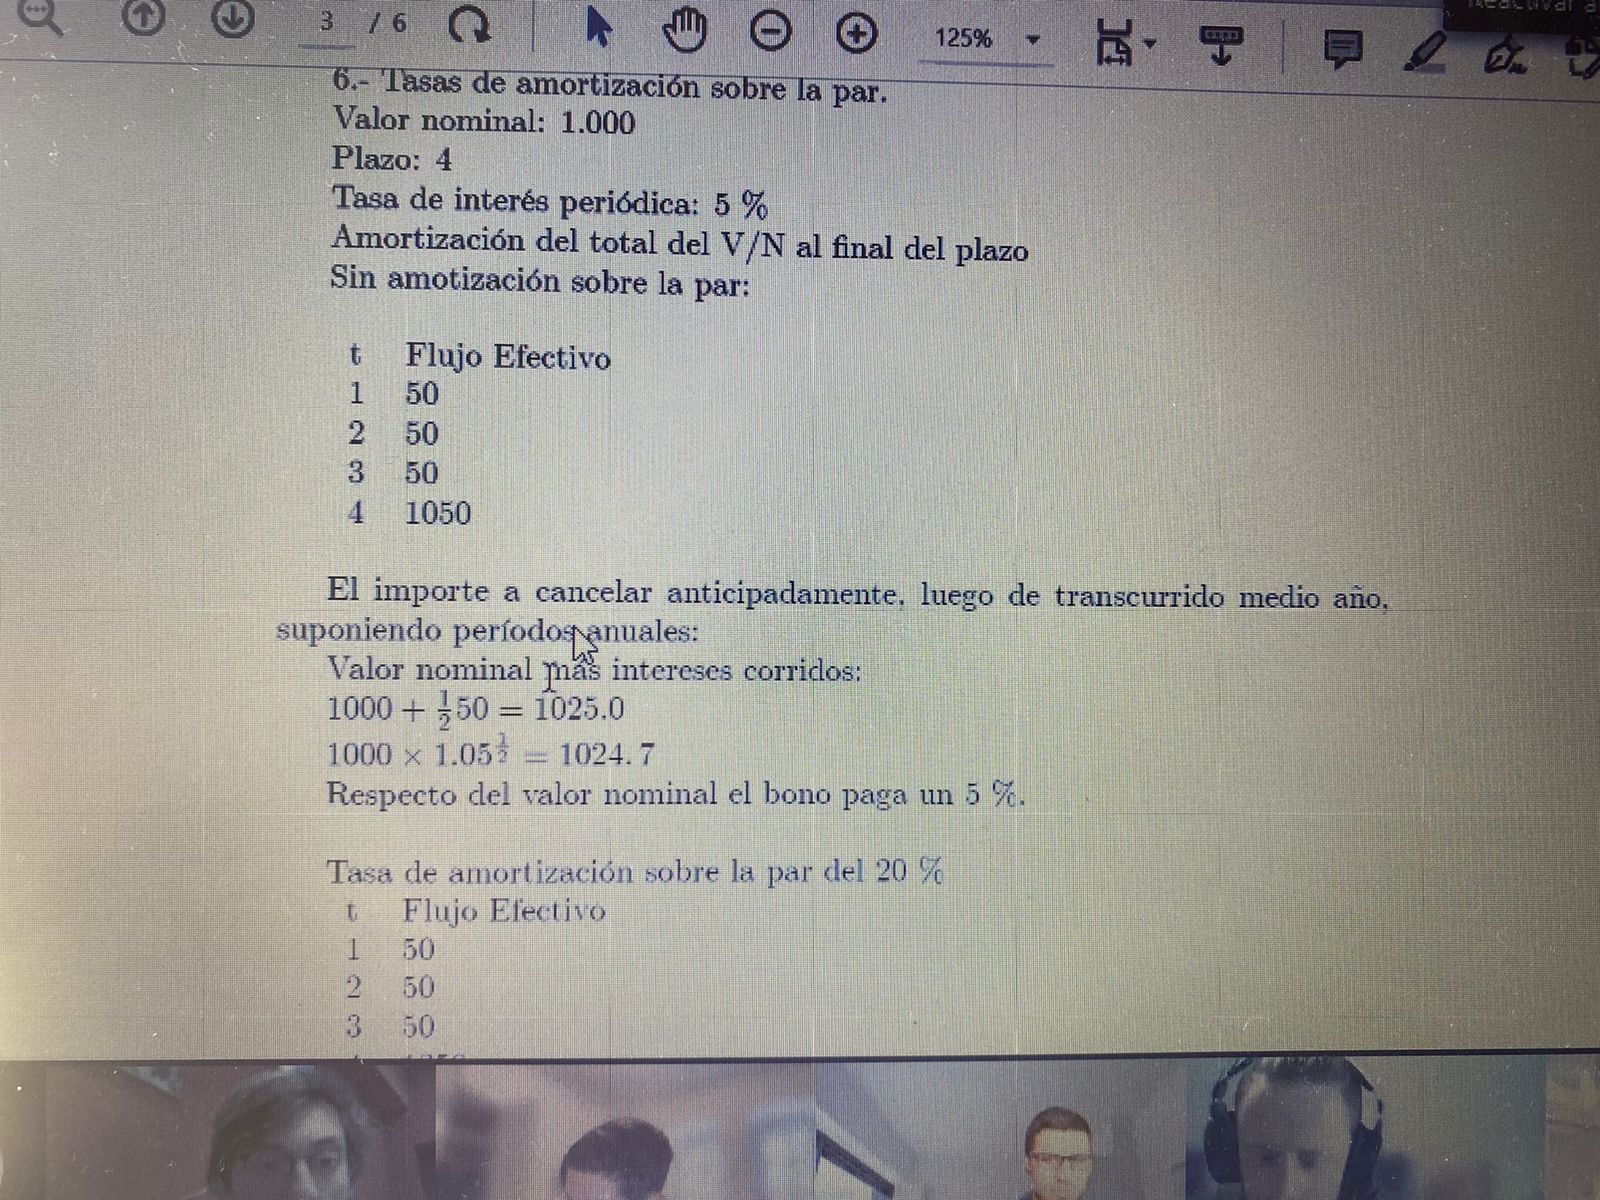 3 / 6
125%
6.- Tasas de amortización sobre la par.
Valor nominal: 1.000
Plazo: 4
Tasa de interés periódica: 5 %
Amortización del total del V/N al final del plazo
Sin amotización sobre la par:
t Flujo Efectivo
1 50
2 50
3 50
4 1050
El importe a cancelar anticipadamente, luego de transcurrido medio año,
suponiendo períodos anuales:
Valor nominal más intereses corridos:
1000 + 1/2 50 = 1025.0
1000 × 1.05^1/2 = 1024.7
Respecto del valor nominal el bono paga un 5 %.
Tasa de amortización sobre la par del 20 %
t Flujo Efectivo
1 50
2 50
3 50